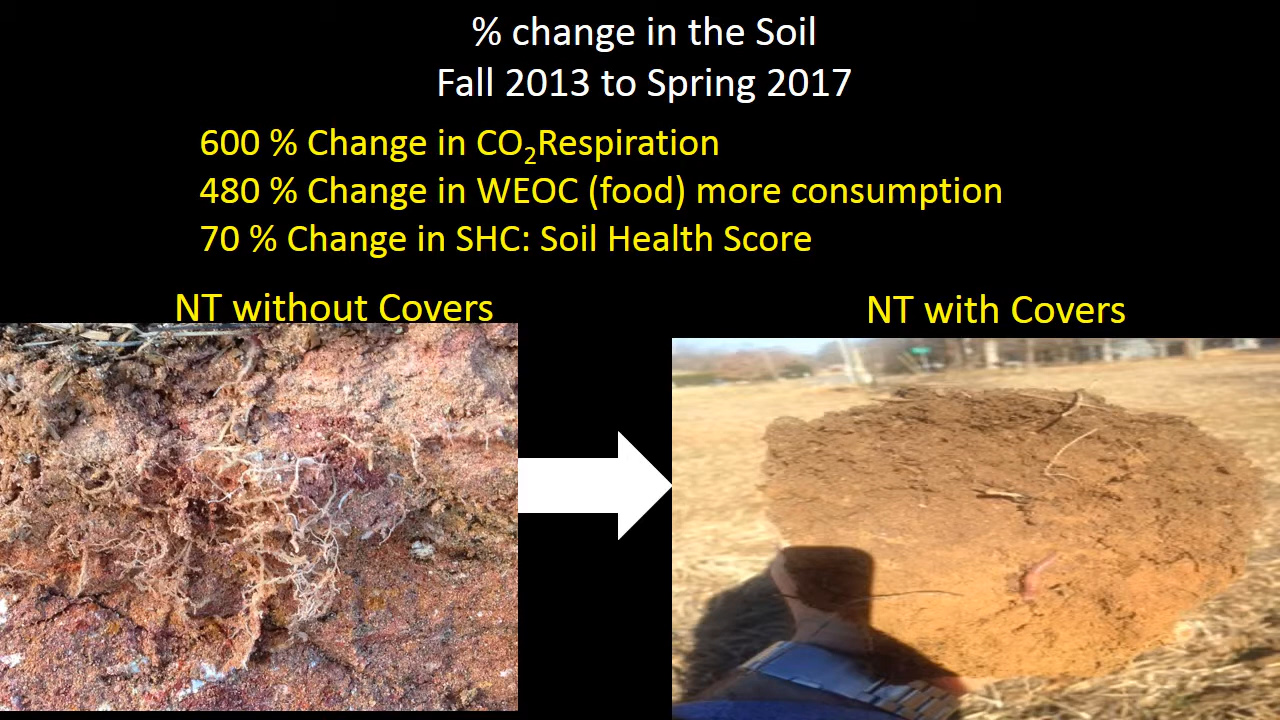 % change in the Soil
Fall 2013 to Spring 2017
600 % Change in CO₂Respiration
480 % Change in WEOC (food) more consumption
70 % Change in SHC: Soil Health Score
NT without Covers
NT with Covers